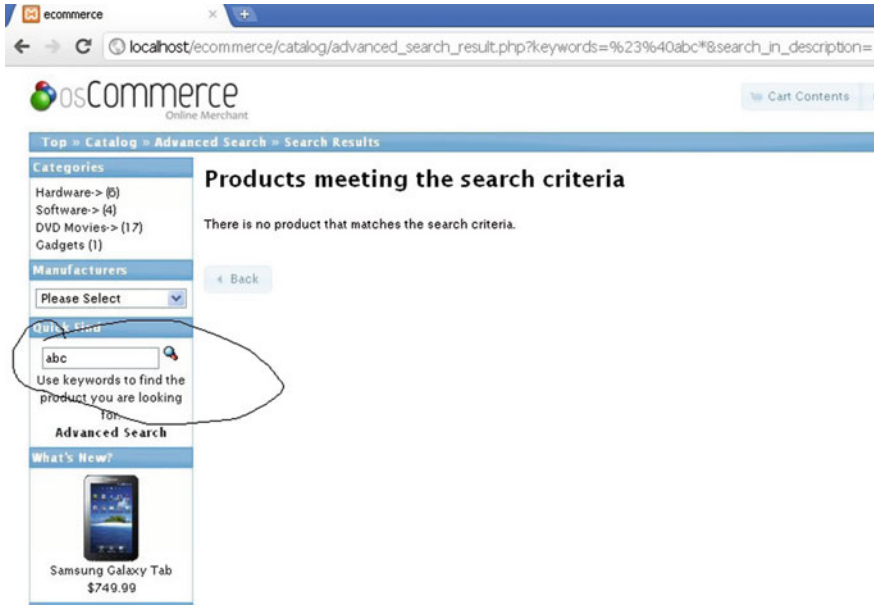 ecommerce
localhost/ecommerce/catalog/advanced_search_result.php?keywords=%23%40abc*&search_in_description=
osCommerce
Online Merchant
Cart Contents
Top » Catalog » Advanced Search » Search Results
Categories
Hardware-> (6)
Software-> (4)
DVD Movies-> (17)
Gadgets (1)
Manufacturers
Please Select
Quick Find
abc
Use keywords to find the
product you are looking
for.
Advanced Search
What's New?
Samsung Galaxy Tab
$749.99
Products meeting the search criteria
There is no product that matches the search criteria.
Back